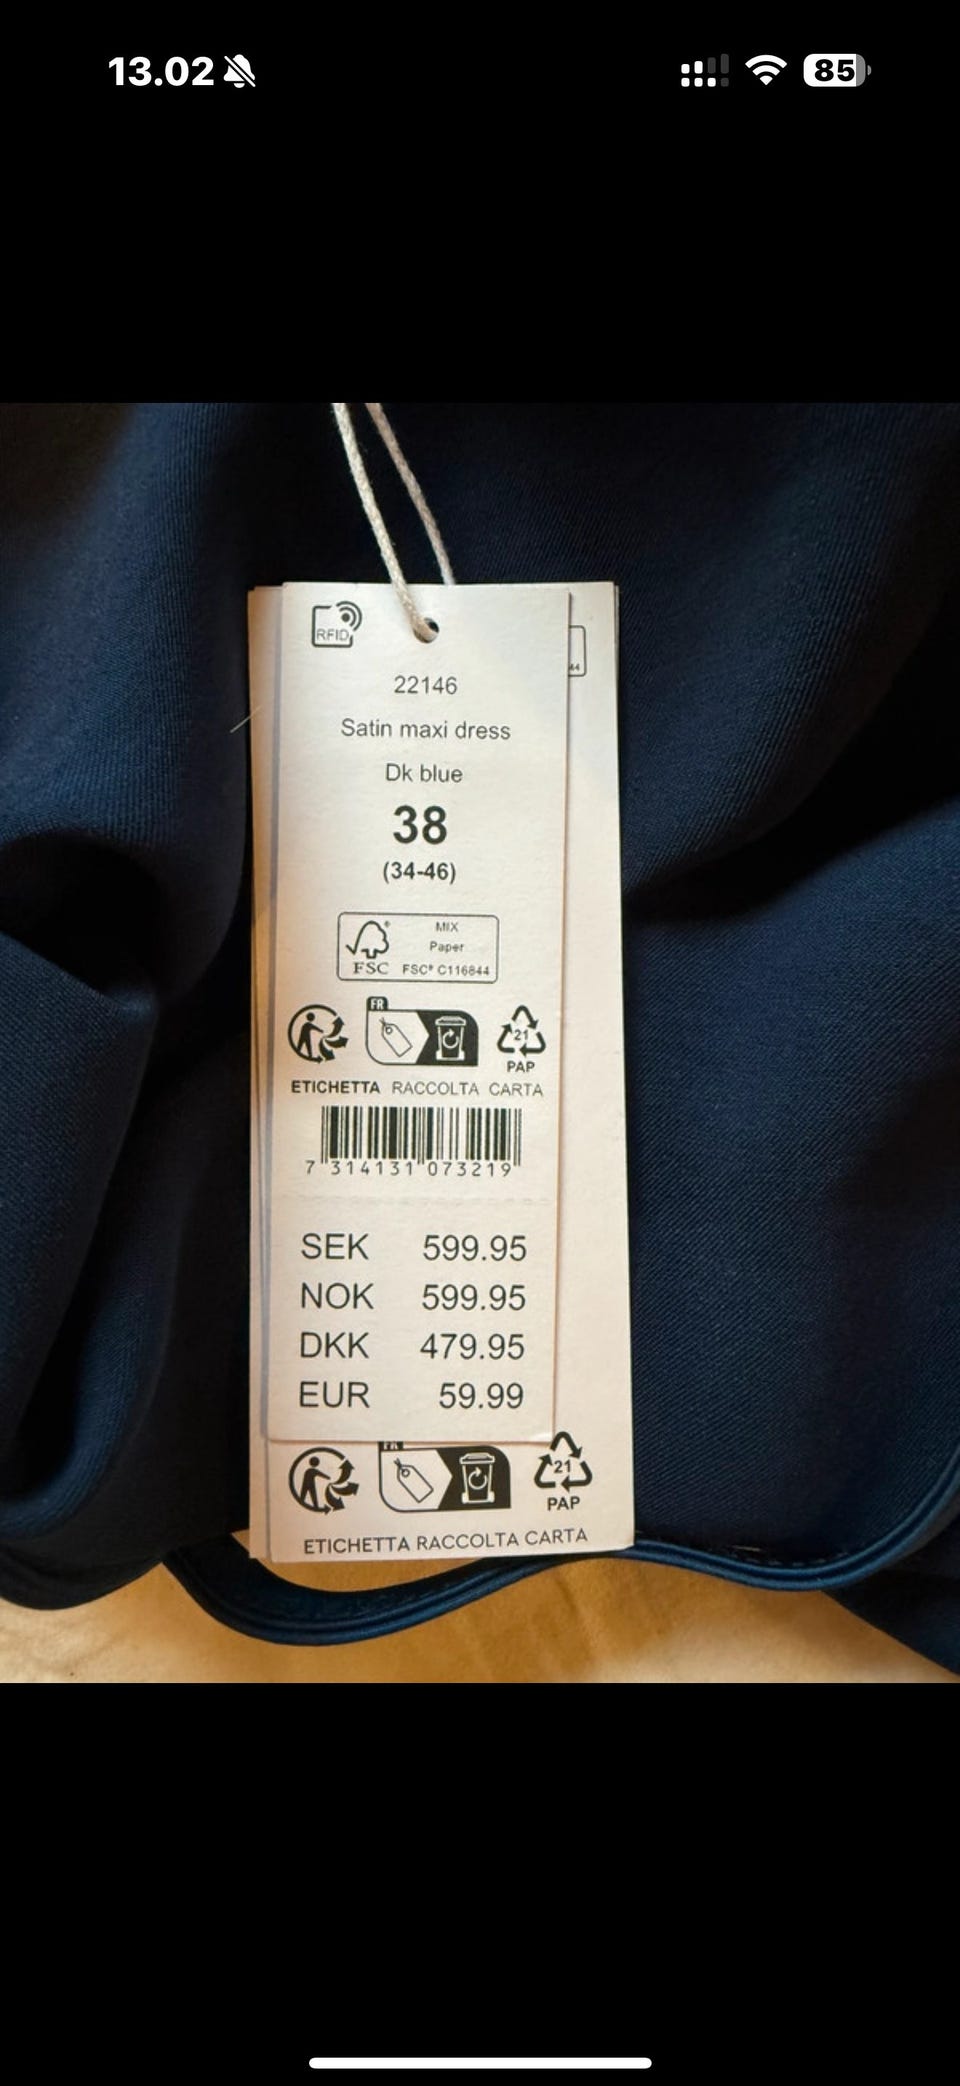 13.02
85
RFID
44
22146
Satin maxi dress
Dk blue
38
(34-46)
MIX
Paper
FSC
FSC® C116844
FR
21
PAP
ETICHETTA RACCOLTA CARTA
7 314131 073219
SEK 599.95
NOK 599.95
DKK 479.95
EUR 59.99
FR
21
PAP
ETICHETTA RACCOLTA CARTA